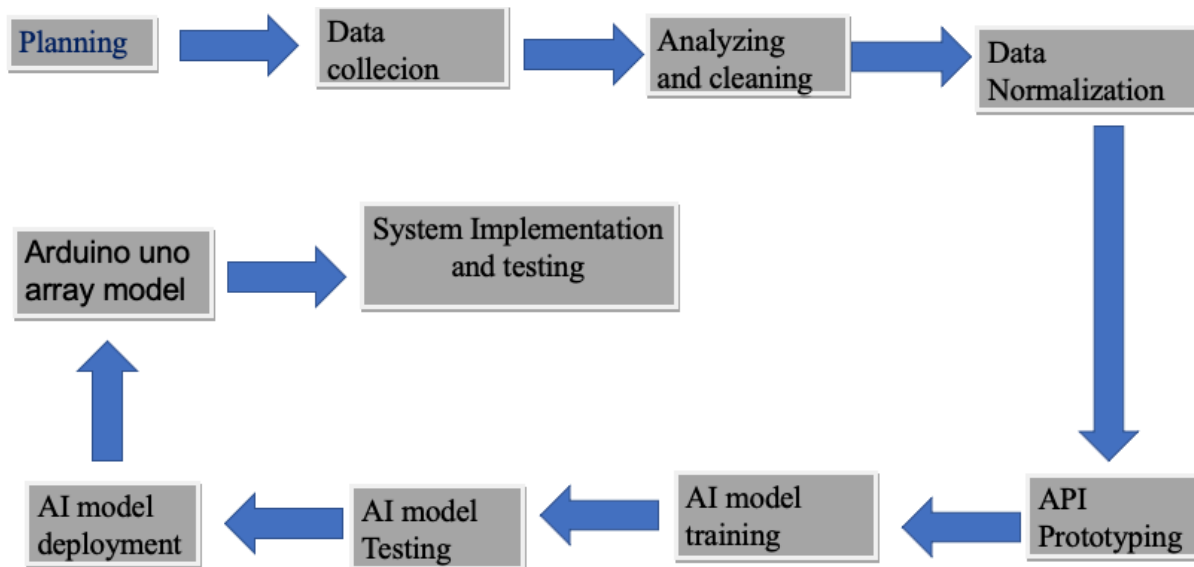 Planning
Data
collecion
Analyzing
and cleaning
Data
Normalization
API
Prototyping
AI model
training
AI model
Testing
AI model
deployment
Arduino uno
array model
System Implementation
and testing